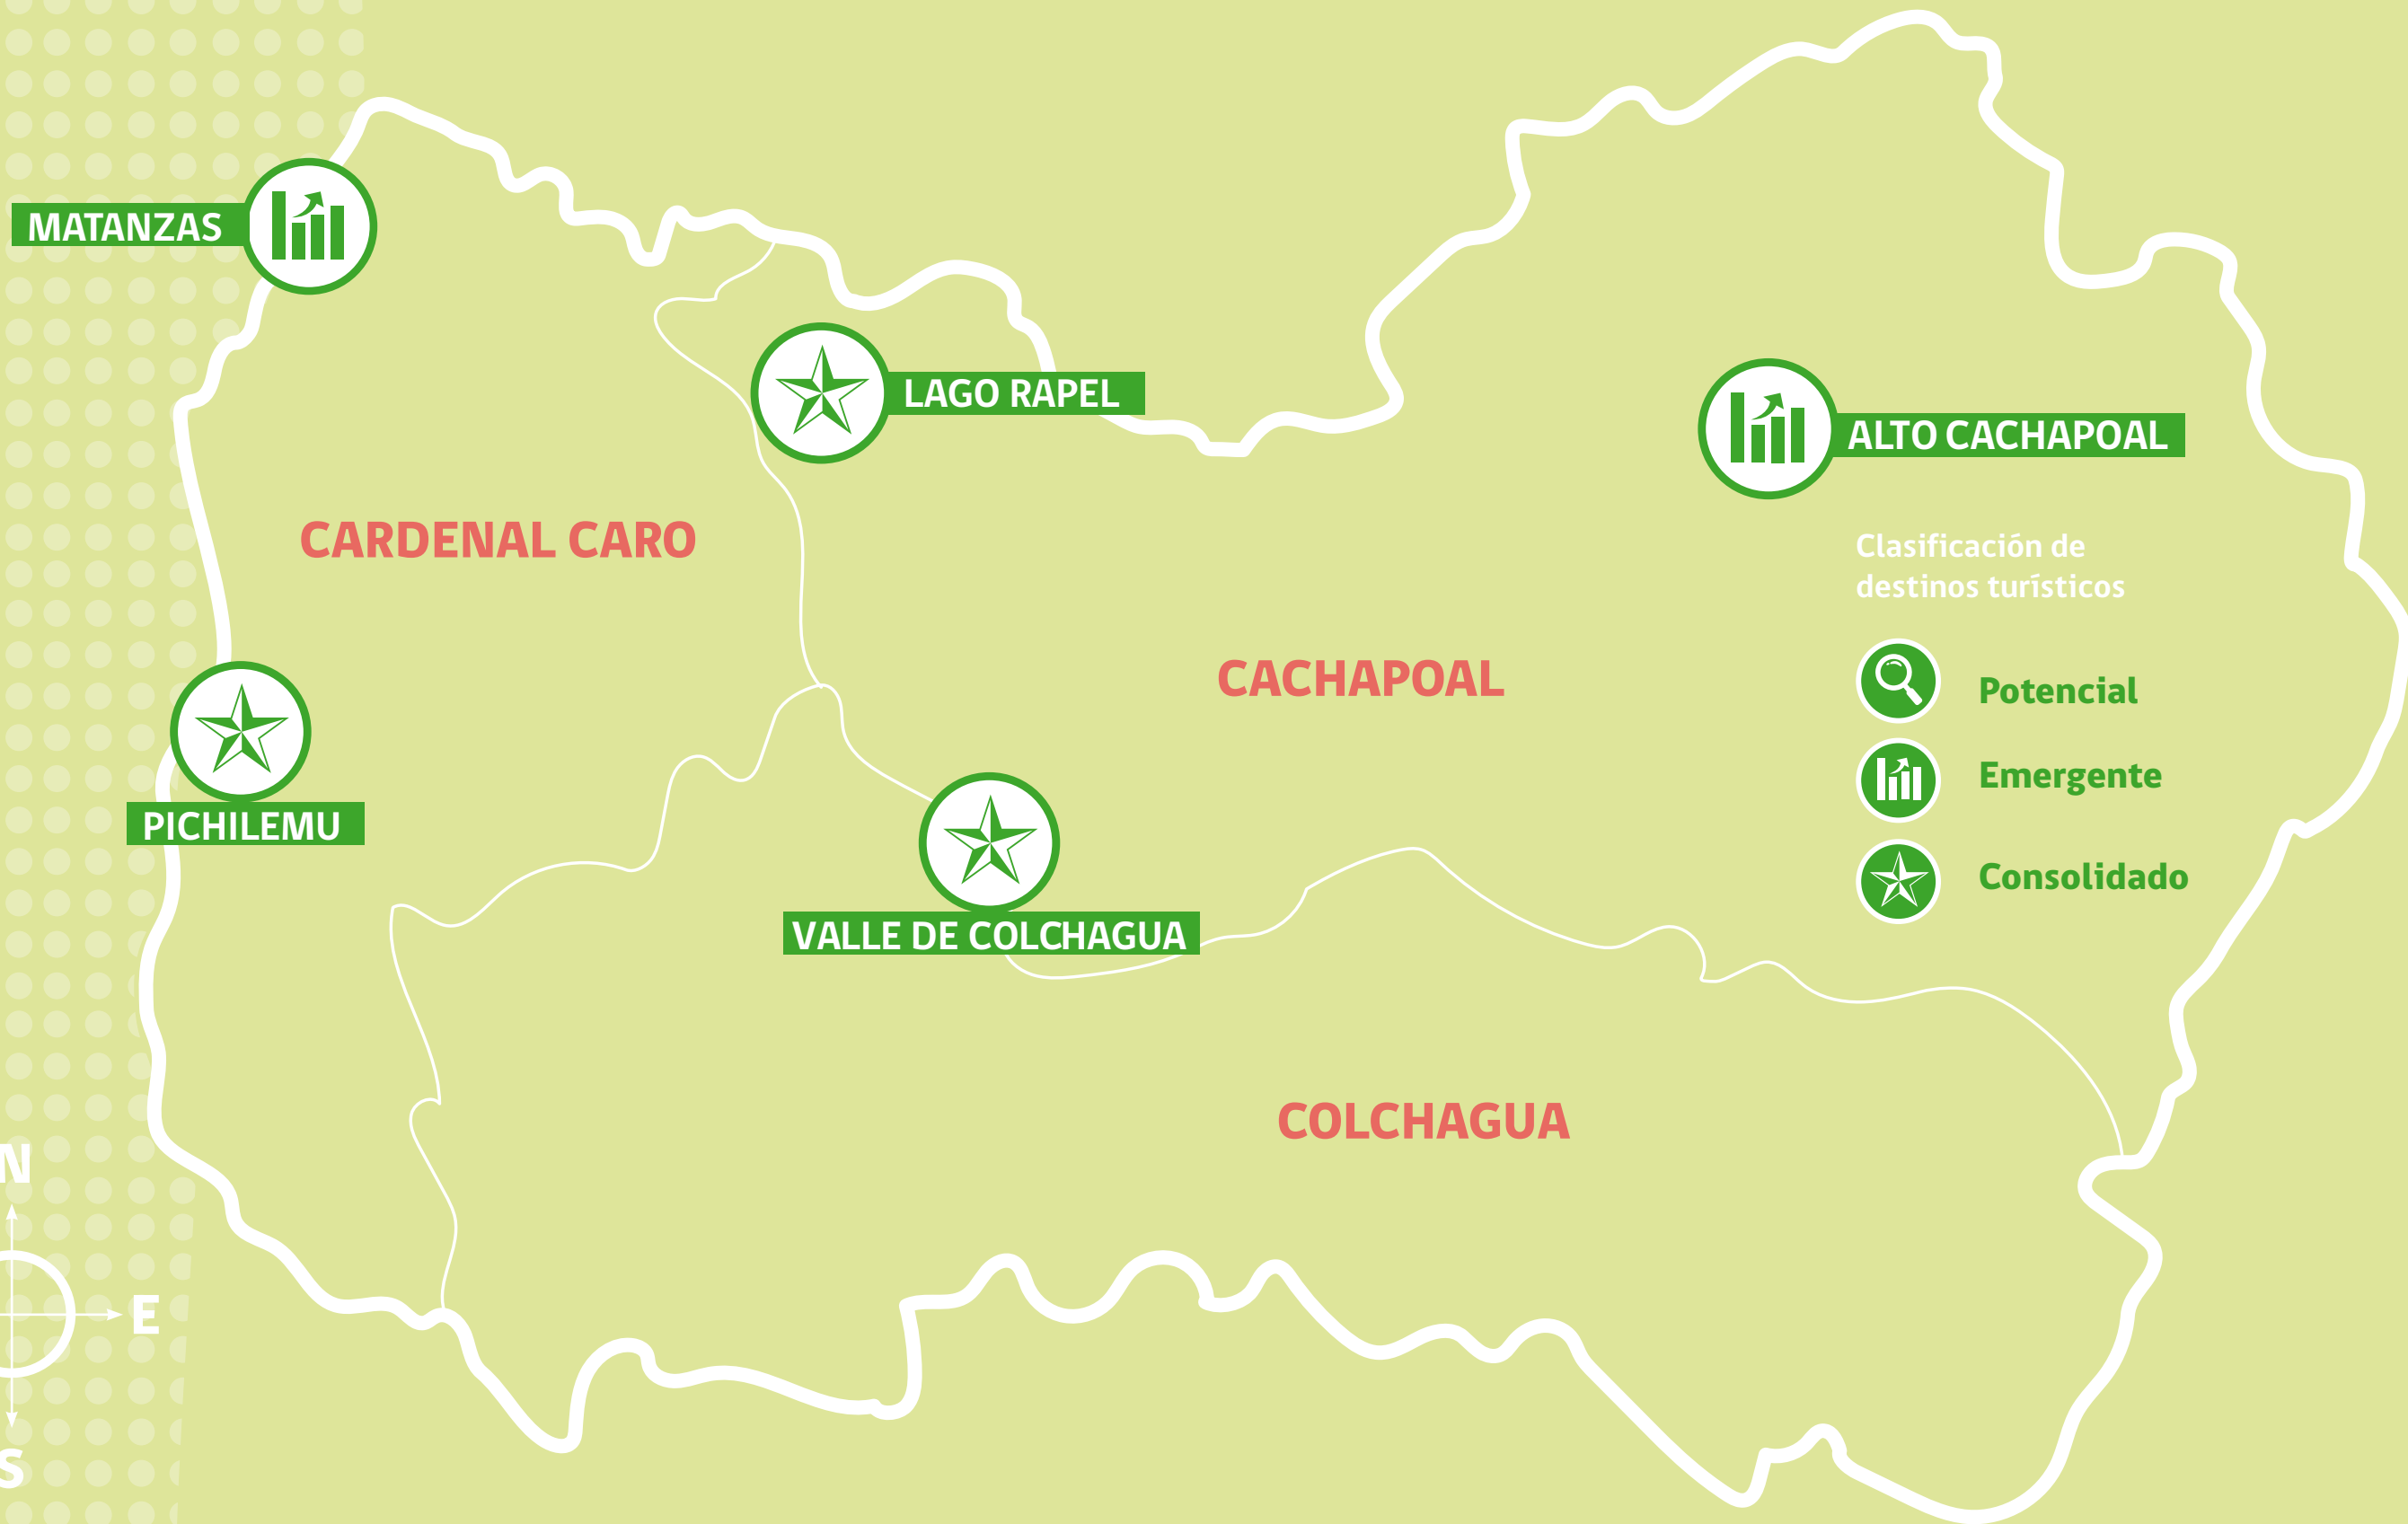 MATANZAS
LAGO RAPEL
ALTO CACHAPOAL
CARDENAL CARO
Clasificación de
destinos turísticos
CACHAPOAL
Potencial
Emergente
Consolidado
PICHILEMU
VALLE DE COLCHAGUA
COLCHAGUA
N
E
S